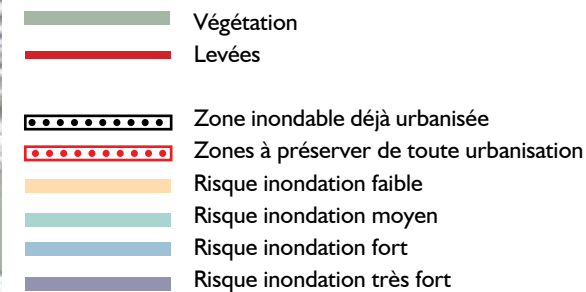 Végétation
Levées
Zone inondable déjà urbanisée
Zones à préserver de toute urbanisation
Risque inondation faible
Risque inondation moyen
Risque inondation fort
Risque inondation très fort